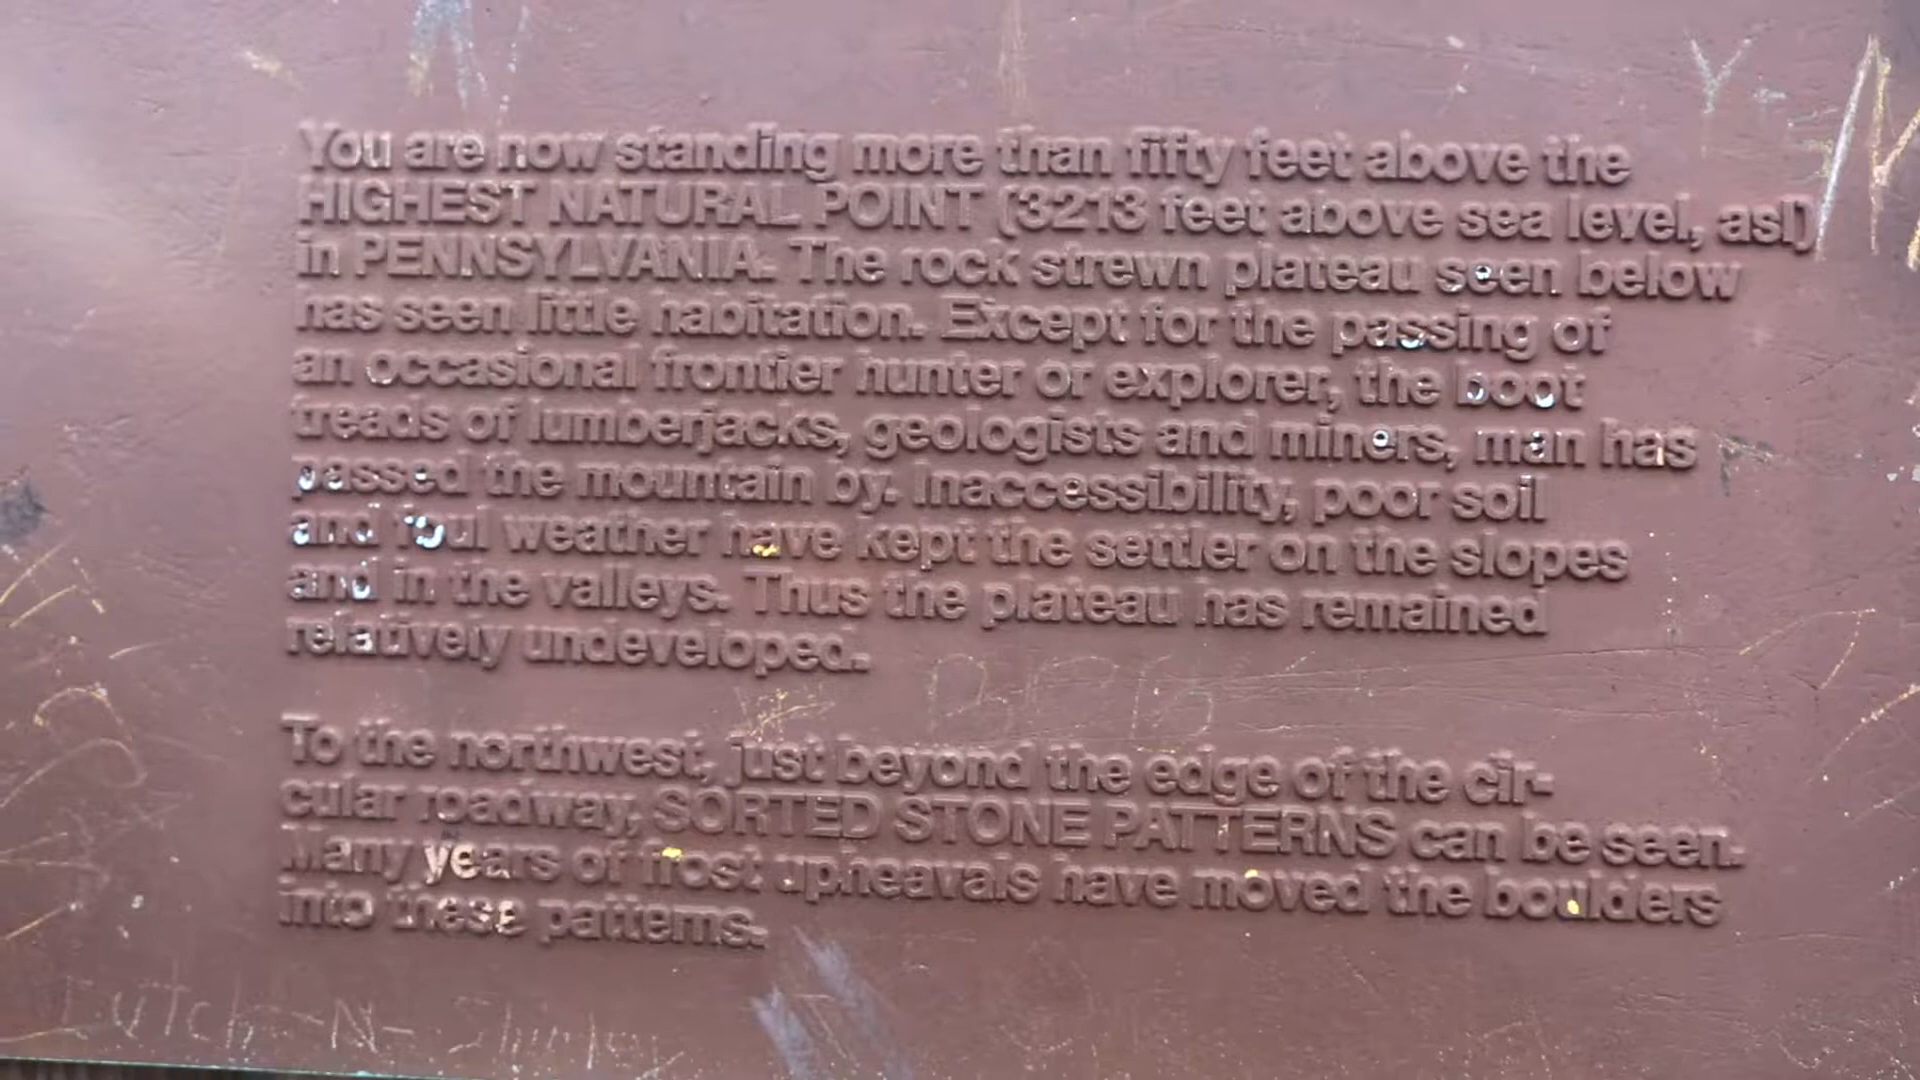 You are now standing more than fifty feet above the
HIGHEST NATURAL POINT (3213 feet above sea level, asl)
in PENNSYLVANIA. The rock strewn plateau seen below
has seen little habitation. Except for the passing of
an occasional frontier hunter or explorer, the boot
treads of lumberjacks, geologists and miners, man has
passed the mountain by. Inaccessibility, poor soil
and foul weather have kept the settler on the slopes
and in the valleys. Thus the plateau has remained
relatively undeveloped.
To the northwest, just beyond the edge of the cir-
cular roadway, SORTED STONE PATTERNS can be seen.
Many years of frost upheavals have moved the boulders
into these patterns.